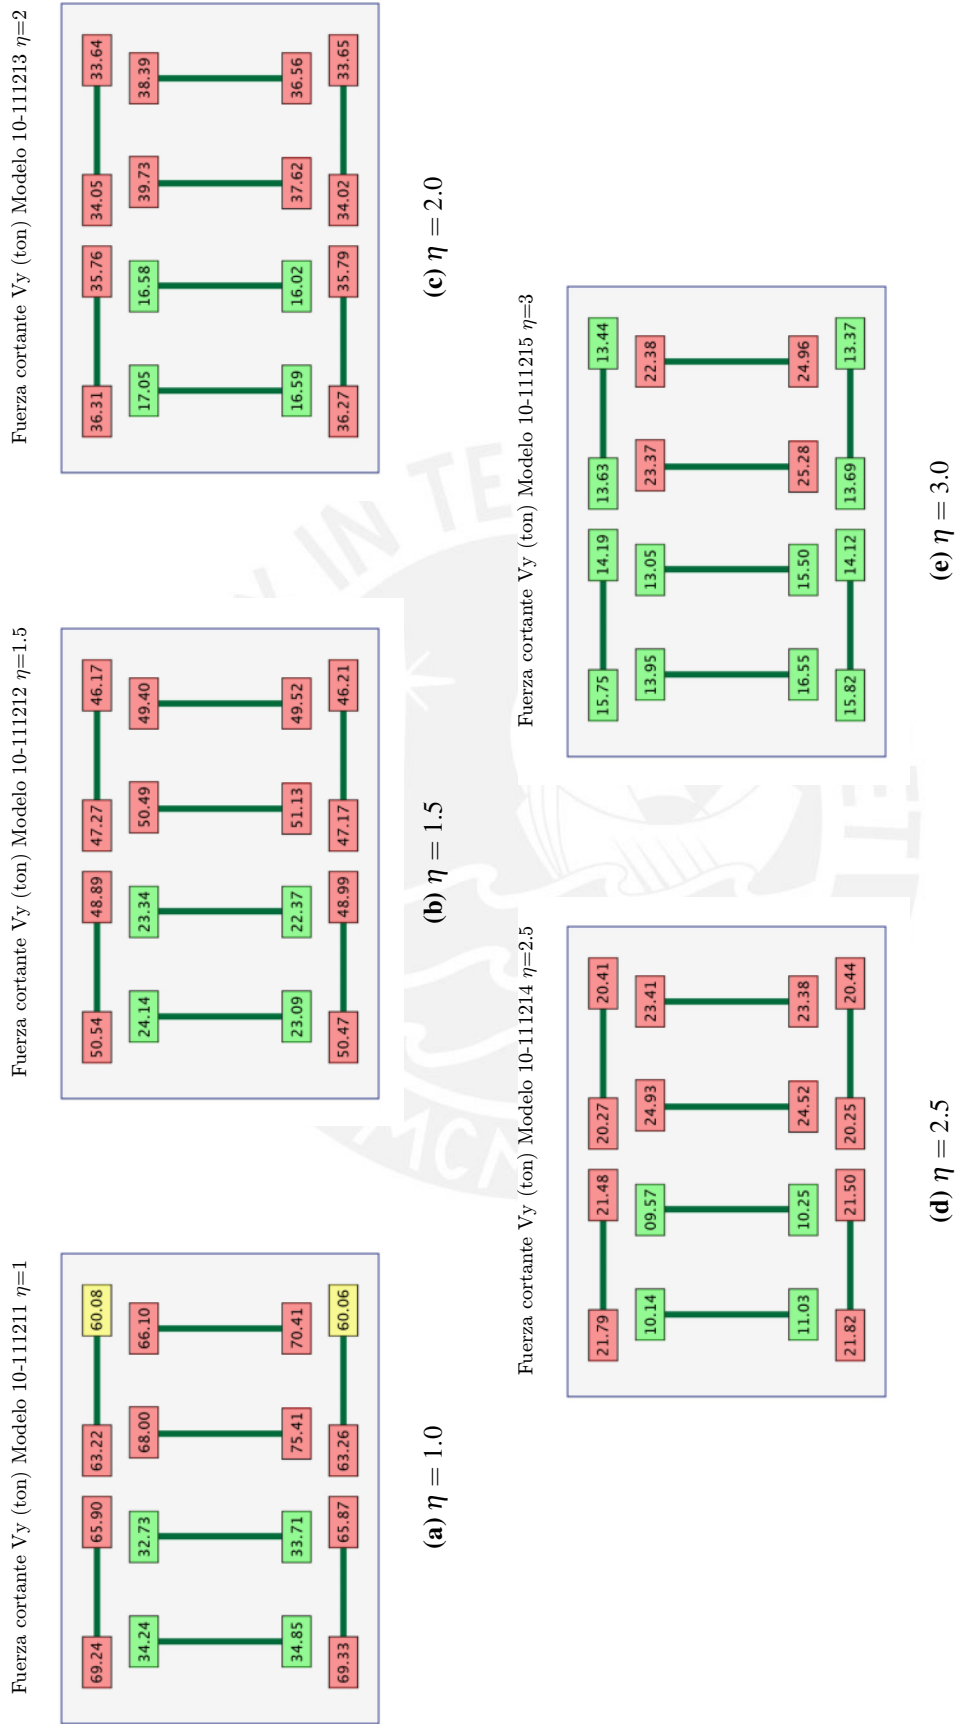 Fuerza cortante Vy (ton) Modelo 10-111211 η=1
69.24 65.90 63.22 60.08
34.24 32.73 68.00 66.10
34.85 33.71 75.41 70.41
69.33 65.87 63.26 60.06
(a) η = 1.0
Fuerza cortante Vy (ton) Modelo 10-111212 η=1.5
50.54 48.89 47.27 46.17
24.14 23.34 50.49 49.40
23.09 22.37 51.13 49.52
50.47 48.99 47.17 46.21
(b) η = 1.5
Fuerza cortante Vy (ton) Modelo 10-111213 η=2
36.31 35.76 34.05 33.64
17.05 16.58 39.73 38.39
16.59 16.02 37.62 36.56
36.27 35.79 34.02 33.65
(c) η = 2.0
Fuerza cortante Vy (ton) Modelo 10-111214 η=2.5
21.79 21.48 20.27 20.41
10.14 09.57 24.93 23.41
11.03 10.25 24.52 23.38
21.82 21.50 20.25 20.44
(d) η = 2.5
Fuerza cortante Vy (ton) Modelo 10-111215 η=3
15.75 14.19 13.63 13.44
13.95 13.05 23.37 22.38
16.55 15.50 25.28 24.96
15.82 14.12 13.69 13.37
(e) η = 3.0